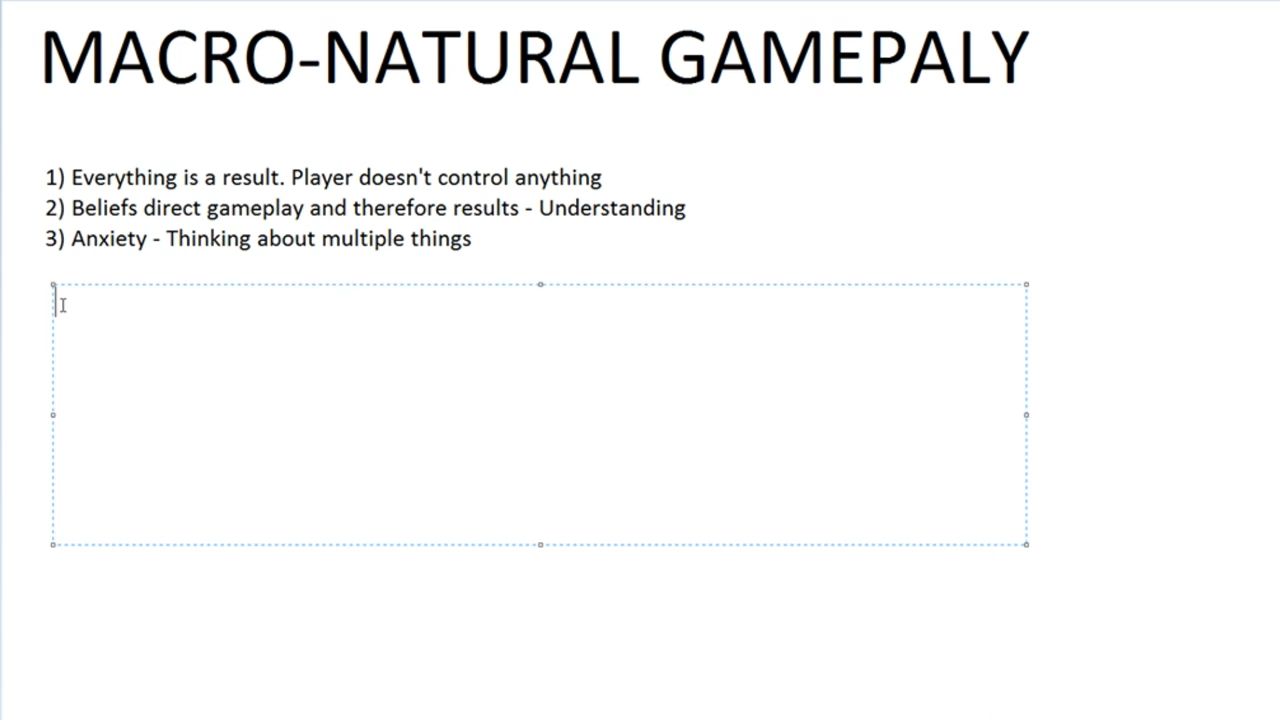 MACRO-NATURAL GAMEPALY
1) Everything is a result. Player doesn't control anything
2) Beliefs direct gameplay and therefore results - Understanding
3) Anxiety - Thinking about multiple things